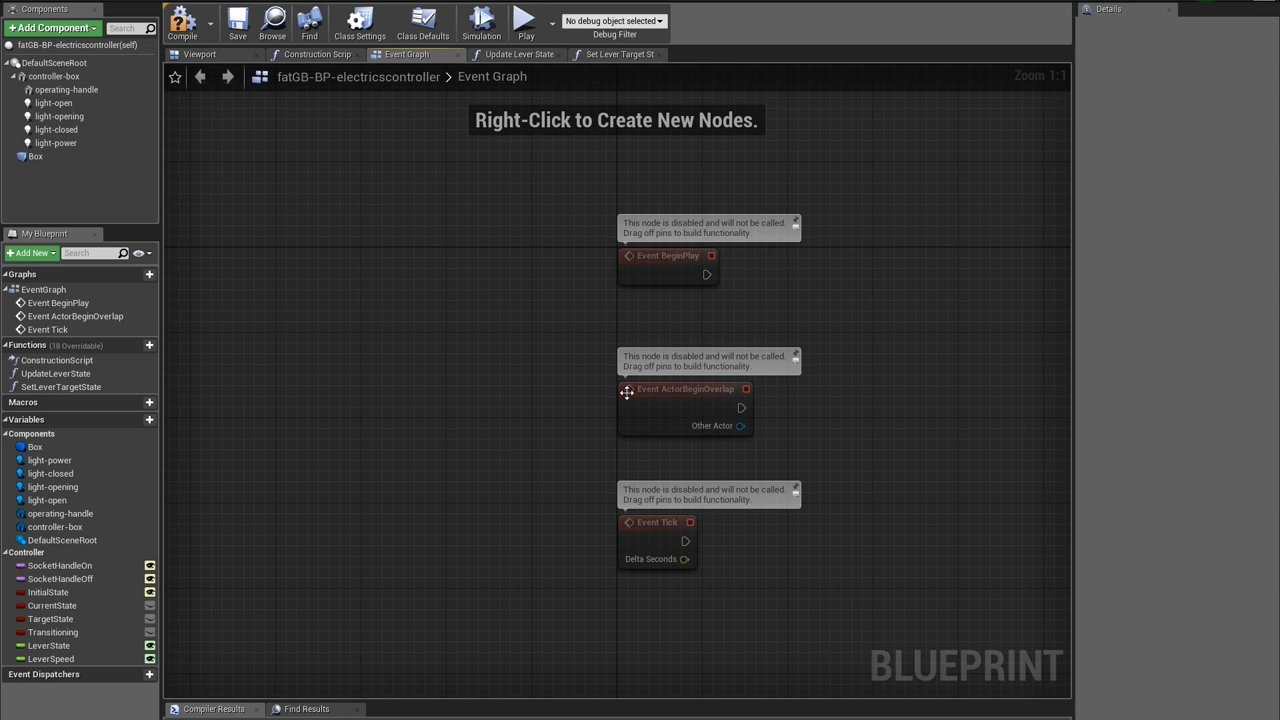 Components
Details
Add Component
Search
fatGB-BP-electricscontroller(self)
Compile
Save
Browse
Find
Class Settings
Class Defaults
Simulation
Play
No debug object selected
Debug Filter
Viewport
Construction Scrip
Event Graph
Update Lever State
Set Lever Target St
fatGB-BP-electricscontroller > Event Graph
Zoom 1:1
DefaultSceneRoot
controller-box
operating-handle
light-open
light-opening
light-closed
light-power
Box
Right-Click to Create New Nodes.
This node is disabled and will not be called.
Drag off pins to build functionality.
Event BeginPlay
This node is disabled and will not be called.
Drag off pins to build functionality.
Event ActorBeginOverlap
Other Actor
This node is disabled and will not be called.
Drag off pins to build functionality.
Event Tick
Delta Seconds
BLUEPRINT
My Blueprint
Add New
Search
Graphs
EventGraph
Event BeginPlay
Event ActorBeginOverlap
Event Tick
Functions (18 Overridable)
ConstructionScript
UpdateLeverState
SetLeverTargetState
Macros
Variables
Components
Box
light-power
light-closed
light-opening
light-open
operating-handle
controller-box
DefaultSceneRoot
Controller
SocketHandleOn
SocketHandleOff
InitialState
CurrentState
TargetState
Transitioning
LeverState
LeverSpeed
Event Dispatchers
Compiler Results
Find Results